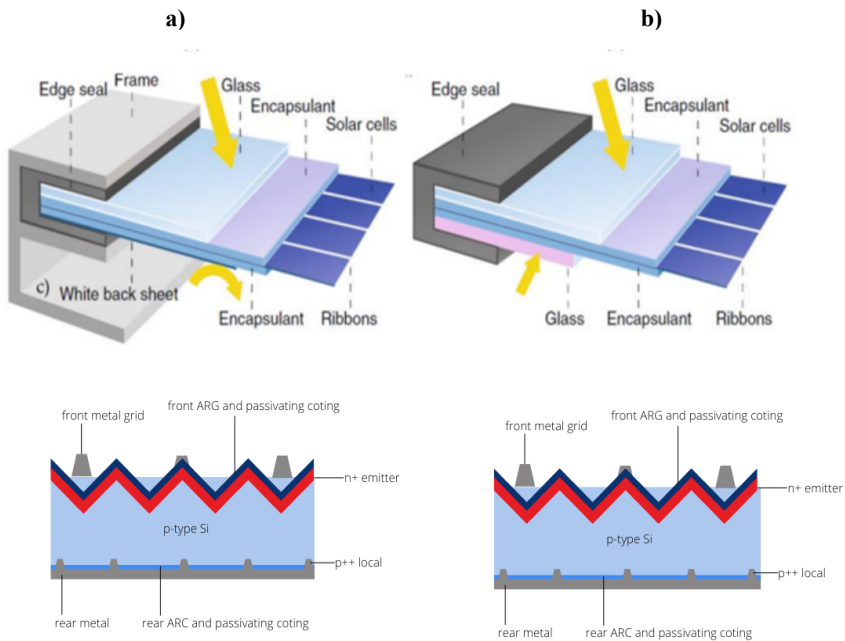 a)
b)
Edge seal
Frame
Glass
Encapsulant
Solar cells
c) White back sheet
Encapsulant
Ribbons
Edge seal
Glass
Encapsulant
Solar cells
Glass
Encapsulant
Ribbons
front metal grid
front ARG and passivating coting
n+ emitter
p-type Si
p++ local
rear metal
rear ARC and passivating coting
front metal grid
front ARG and passivating coting
n+ emitter
p-type Si
p++ local
rear metal
rear ARC and passivating coting